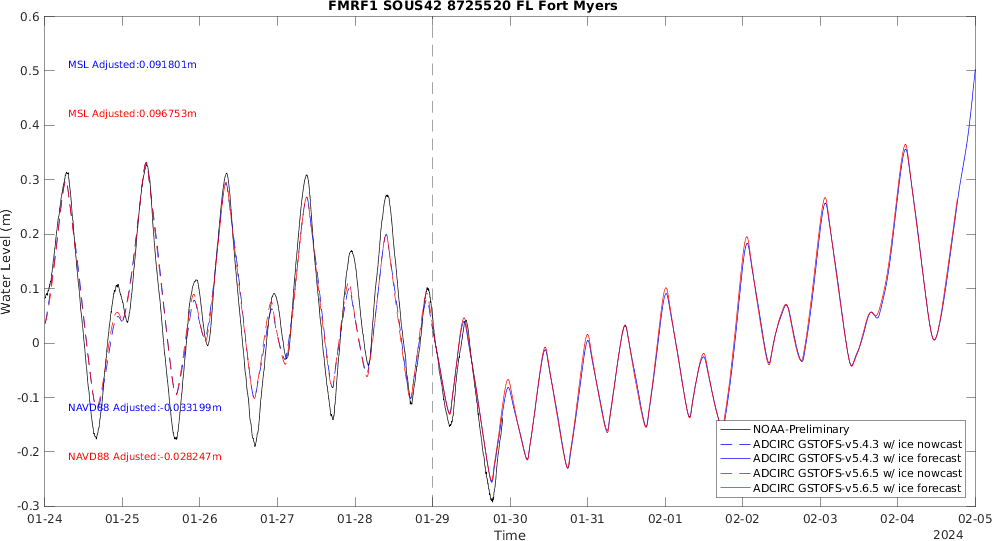 FMRF1 SOUS42 8725520 FL Fort Myers
0.6
0.5
0.4
0.3
0.2
0.1
0
-0.1
-0.2
-0.3
Water Level (m)
MSL Adjusted:0.091801m
MSL Adjusted:0.096753m
NAVD88 Adjusted:-0.033199m
NAVD88 Adjusted:-0.028247m
NOAA-Preliminary
ADCIRC GSTOFS-v5.4.3 w/ ice nowcast
ADCIRC GSTOFS-v5.4.3 w/ ice forecast
ADCIRC GSTOFS-v5.6.5 w/ ice nowcast
ADCIRC GSTOFS-v5.6.5 w/ ice forecast
01-24 01-25 01-26 01-27 01-28 01-29 01-30 01-31 02-01 02-02 02-03 02-04 02-05
Time
2024